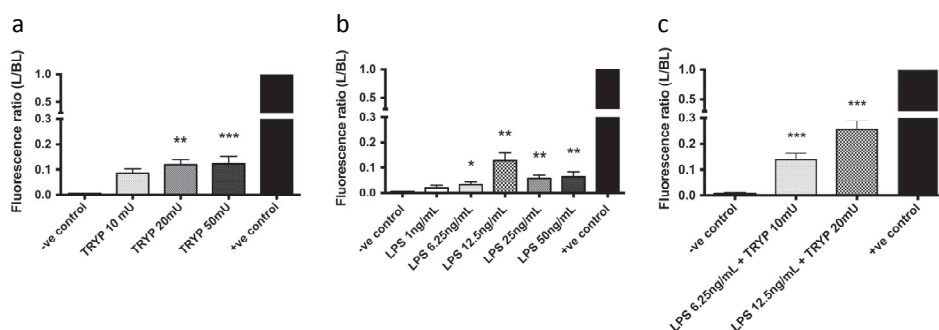 a
Fluorescence ratio (L/BL)
1.0
0.5
0.3
0.2
0.1
0.0
**
***
-ve control
TRYP 10 mU
TRYP 20mU
TRYP 50mU
+ve control
b
Fluorescence ratio (L/BL)
1.0
0.5
0.3
0.2
0.1
0.0
*
**
**
**
-ve control
LPS 1ng/mL
LPS 6.25ng/mL
LPS 12.5ng/mL
LPS 25ng/mL
LPS 50ng/mL
+ve control
c
Fluorescence ratio (L/BL)
1.0
0.5
0.3
0.2
0.1
0.0
***
***
-ve control
LPS 6.25ng/mL + TRYP 10mU
LPS 12.5ng/mL + TRYP 20mU
+ve control